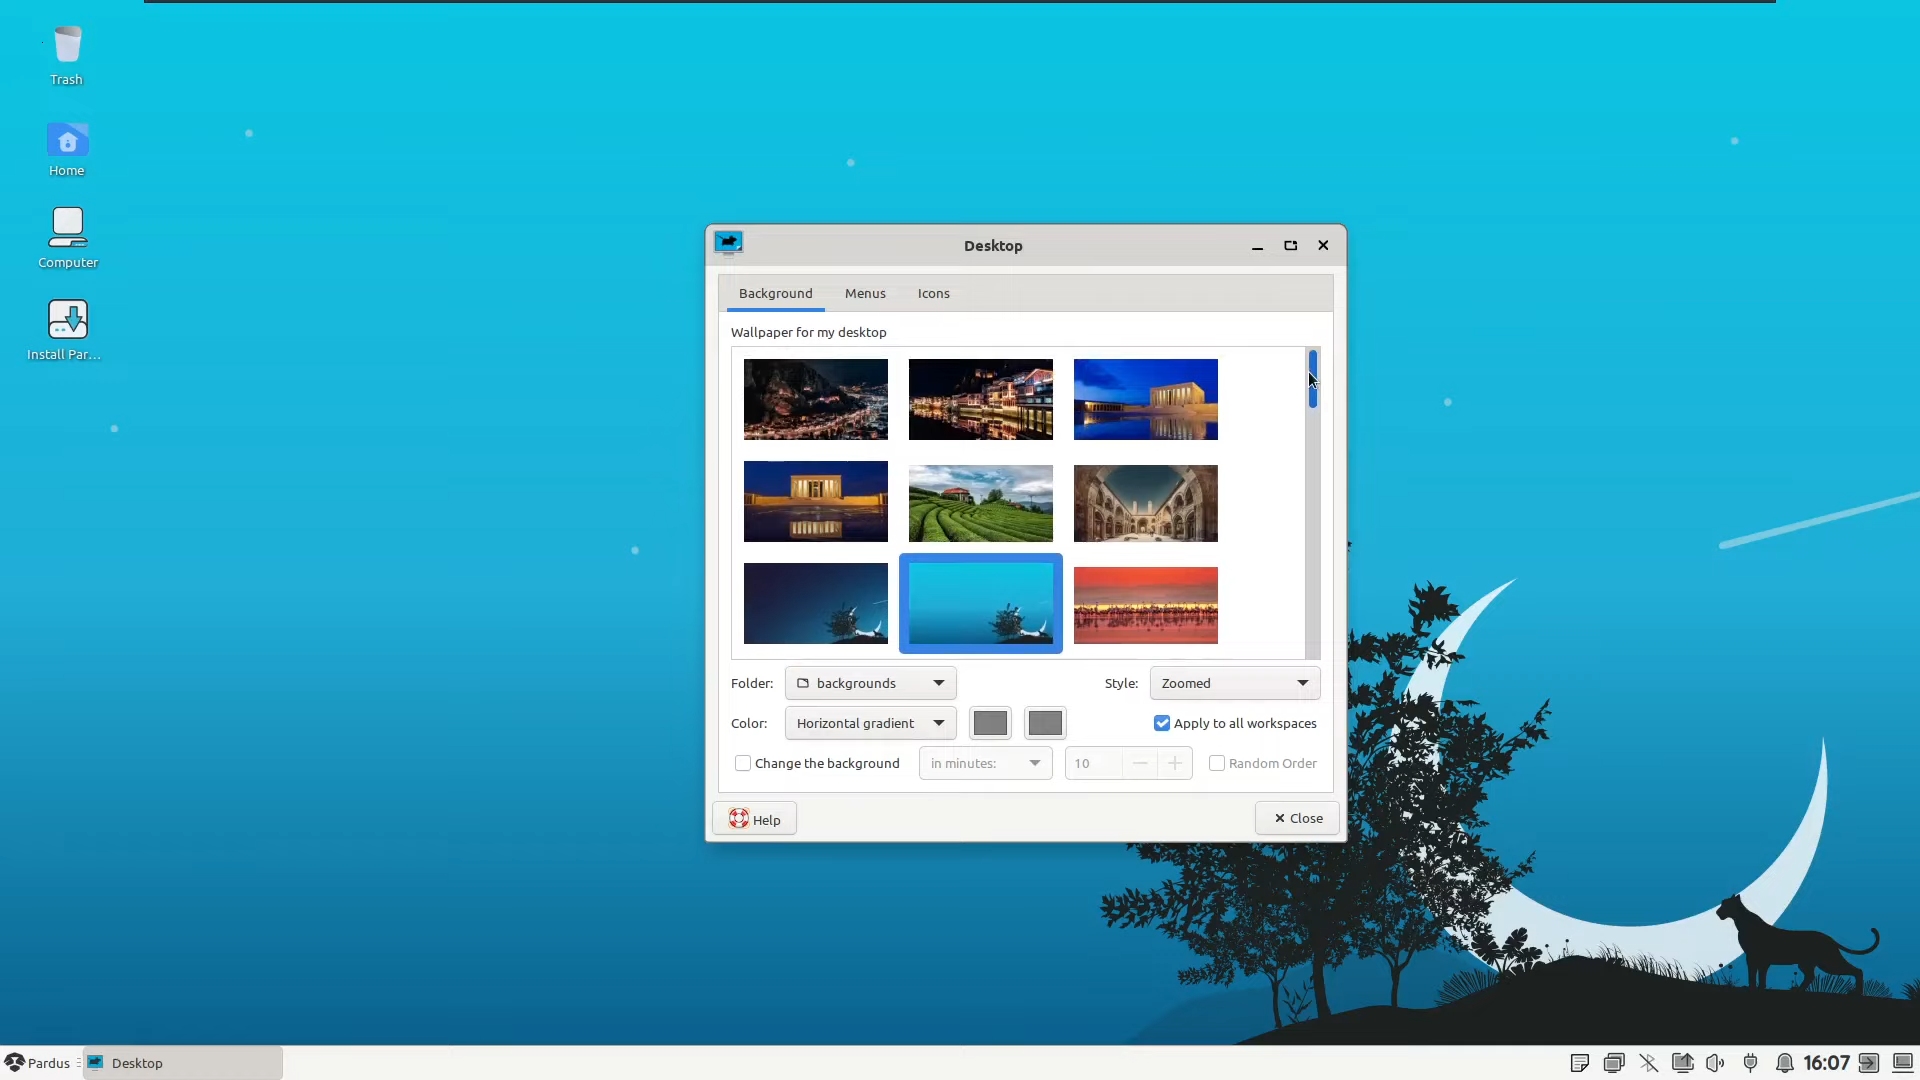 Trash
Home
Computer
Install Par...
Desktop
Background Menus Icons
Wallpaper for my desktop
Folder: backgrounds Style: Zoomed
Color: Horizontal gradient Apply to all workspaces
Change the background in minutes: 10 Random Order
Help Close
Pardus Desktop 16:07